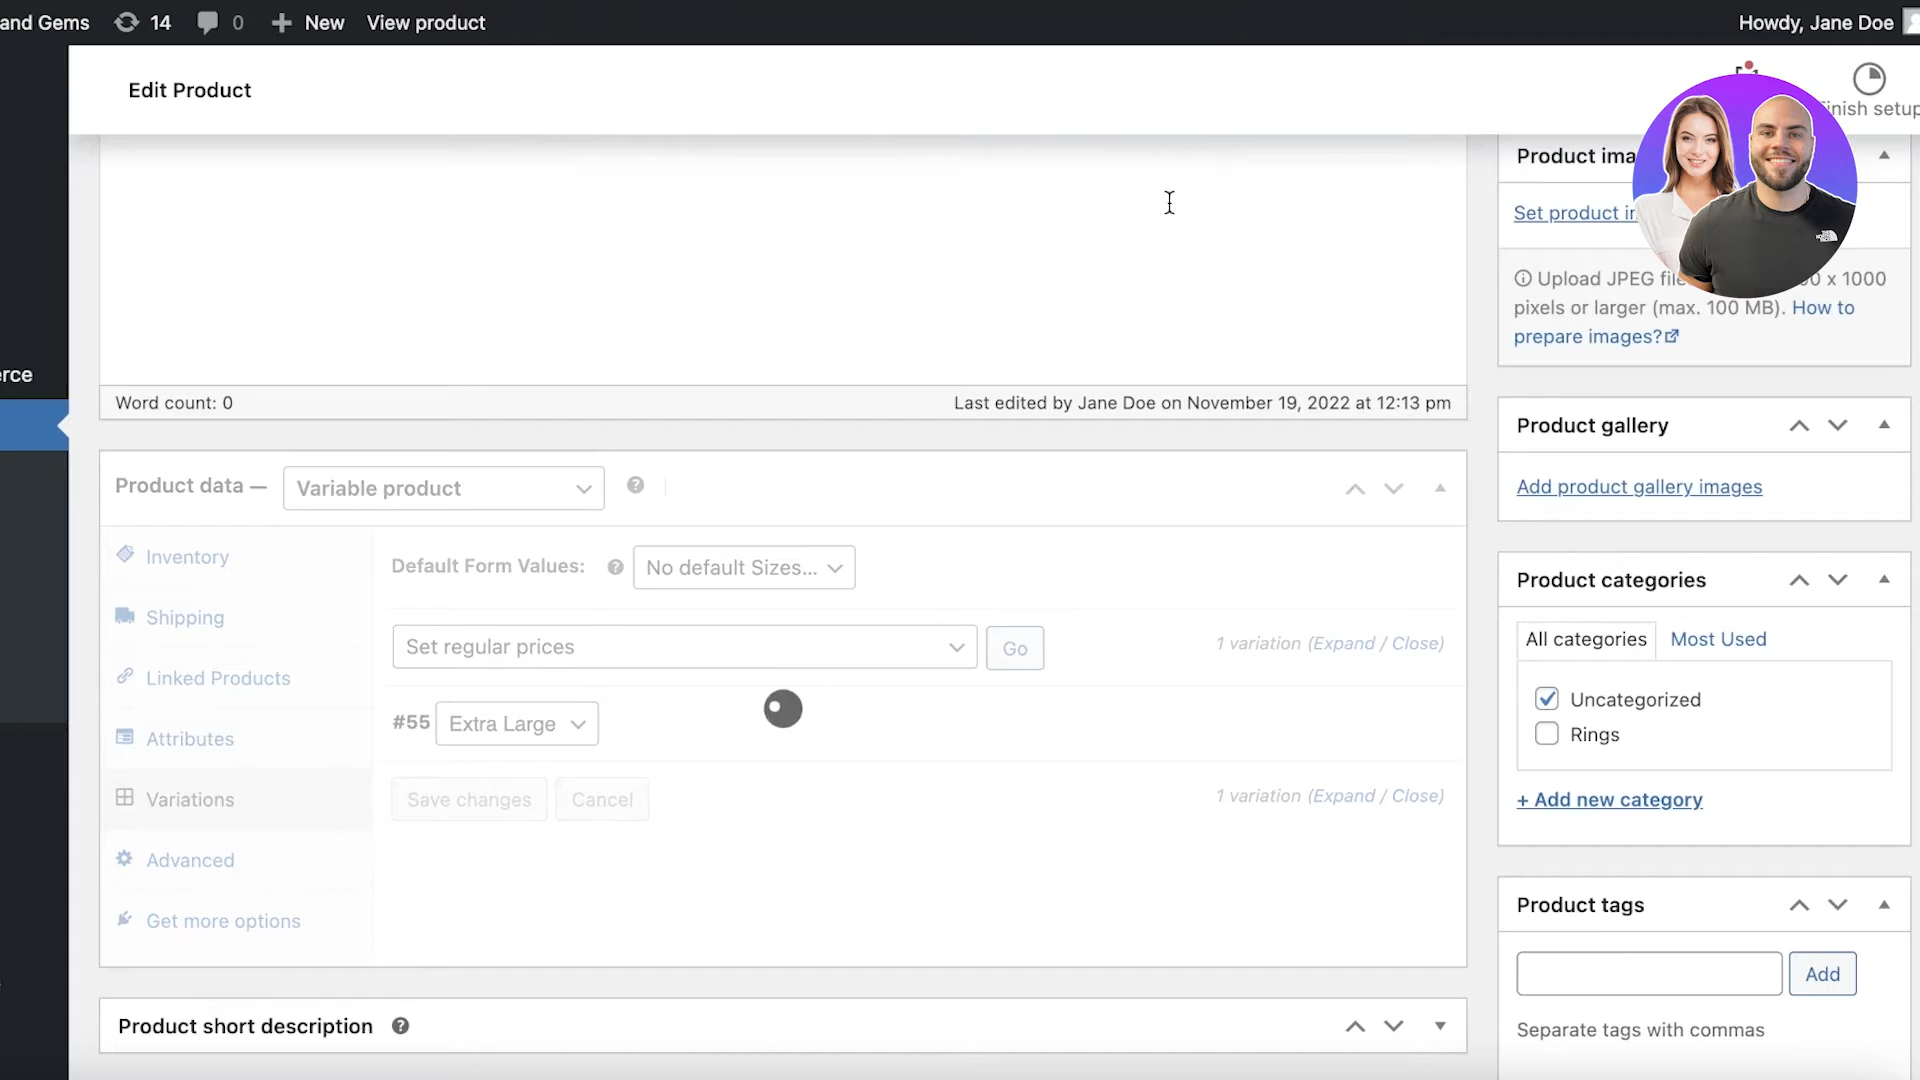 and Gems 14 0 New View product Howdy, Jane Doe
Edit Product
Finish setup
Product ima
Set product
Upload JPEG x 1000
pixels or larger (max. 100 MB). How to
prepare images?
erce
Word count: 0 Last edited by Jane Doe on November 19, 2022 at 12:13 pm
Product gallery
Add product gallery images
Product data — Variable product
Inventory
Shipping
Linked Products
Attributes
Variations
Advanced
Get more options
Default Form Values: No default Sizes...
Set regular prices Go 1 variation (Expand / Close)
#55 Extra Large
Save changes Cancel 1 variation (Expand / Close)
Product categories
All categories Most Used
Uncategorized
Rings
+ Add new category
Product tags
Add
Separate tags with commas
Product short description